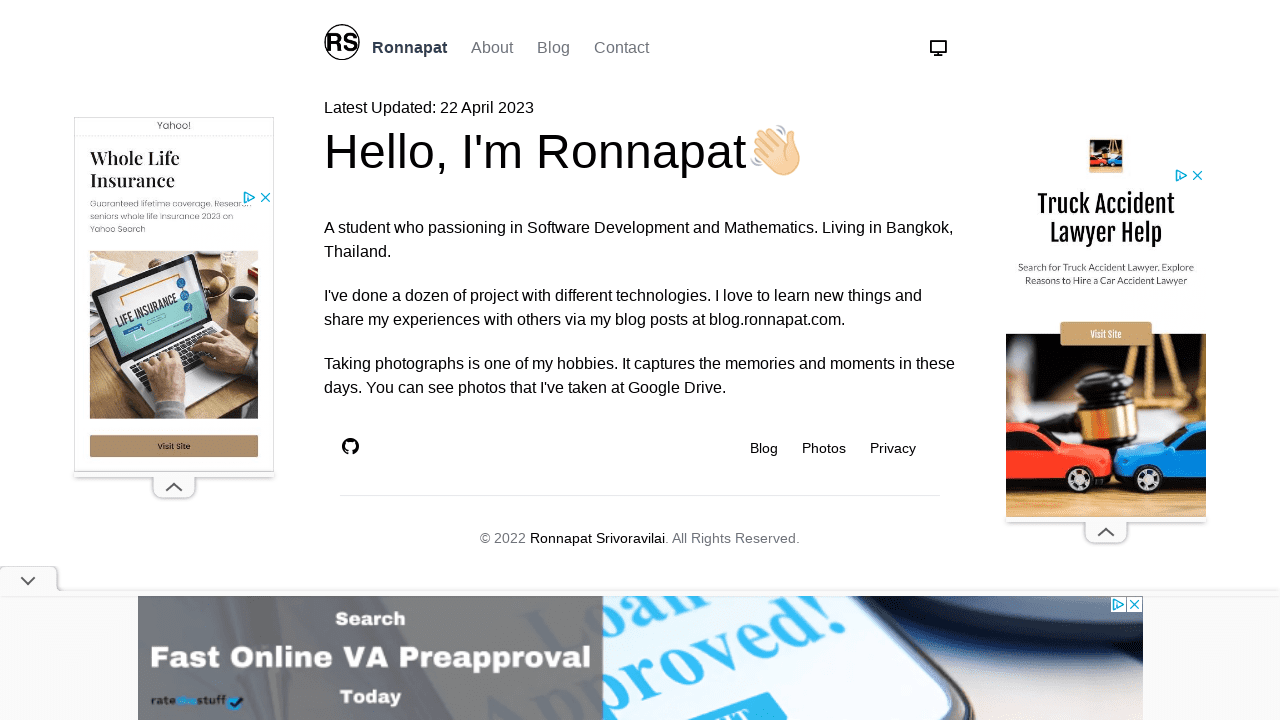 RS
Ronnapat
About
Blog
Contact
Latest Updated: 22 April 2023
Hello, I'm Ronnapat
A student who passioning in Software Development and Mathematics. Living in Bangkok,
Thailand.
I've done a dozen of project with different technologies. I love to learn new things and
share my experiences with others via my blog posts at blog.ronnapat.com.
Taking photographs is one of my hobbies. It captures the memories and moments in these
days. You can see photos that I've taken at Google Drive.
Blog
Photos
Privacy
© 2022 Ronnapat Srivoravilai. All Rights Reserved.
Yahoo!
Whole Life
Insurance
Guaranteed lifetime coverage. Resear...
seniors whole life Insurance 2023 on
Yahoo Search
LIFE INSURANCE
Visit Site
Truck Accident
Lawyer Help
Search for Truck Accident Lawyer. Explore
Reasons to Hire a Car Accident Lawyer
Visit Site
Search
Fast Online VA Preapproval
Today
Loan
Approved!